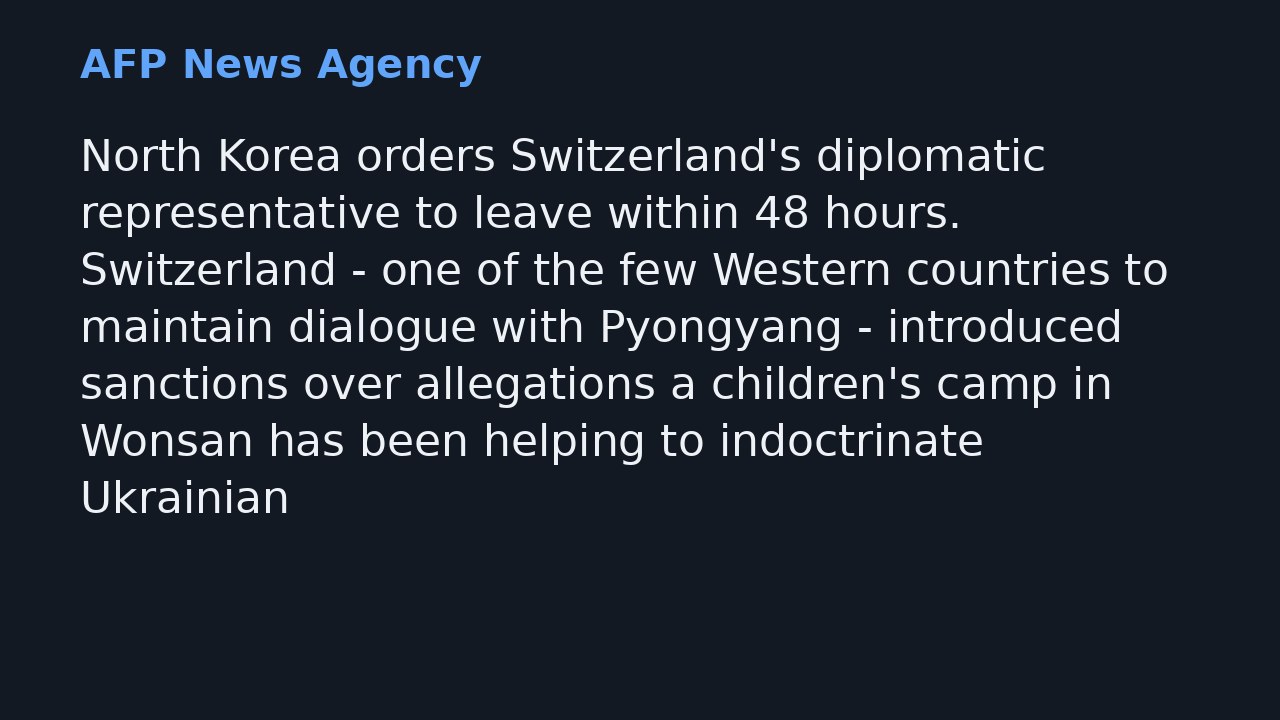 AFP News Agency
North Korea orders Switzerland's diplomatic
representative to leave within 48 hours.
Switzerland - one of the few Western countries to
maintain dialogue with Pyongyang - introduced
sanctions over allegations a children's camp in
Wonsan has been helping to indoctrinate
Ukrainian